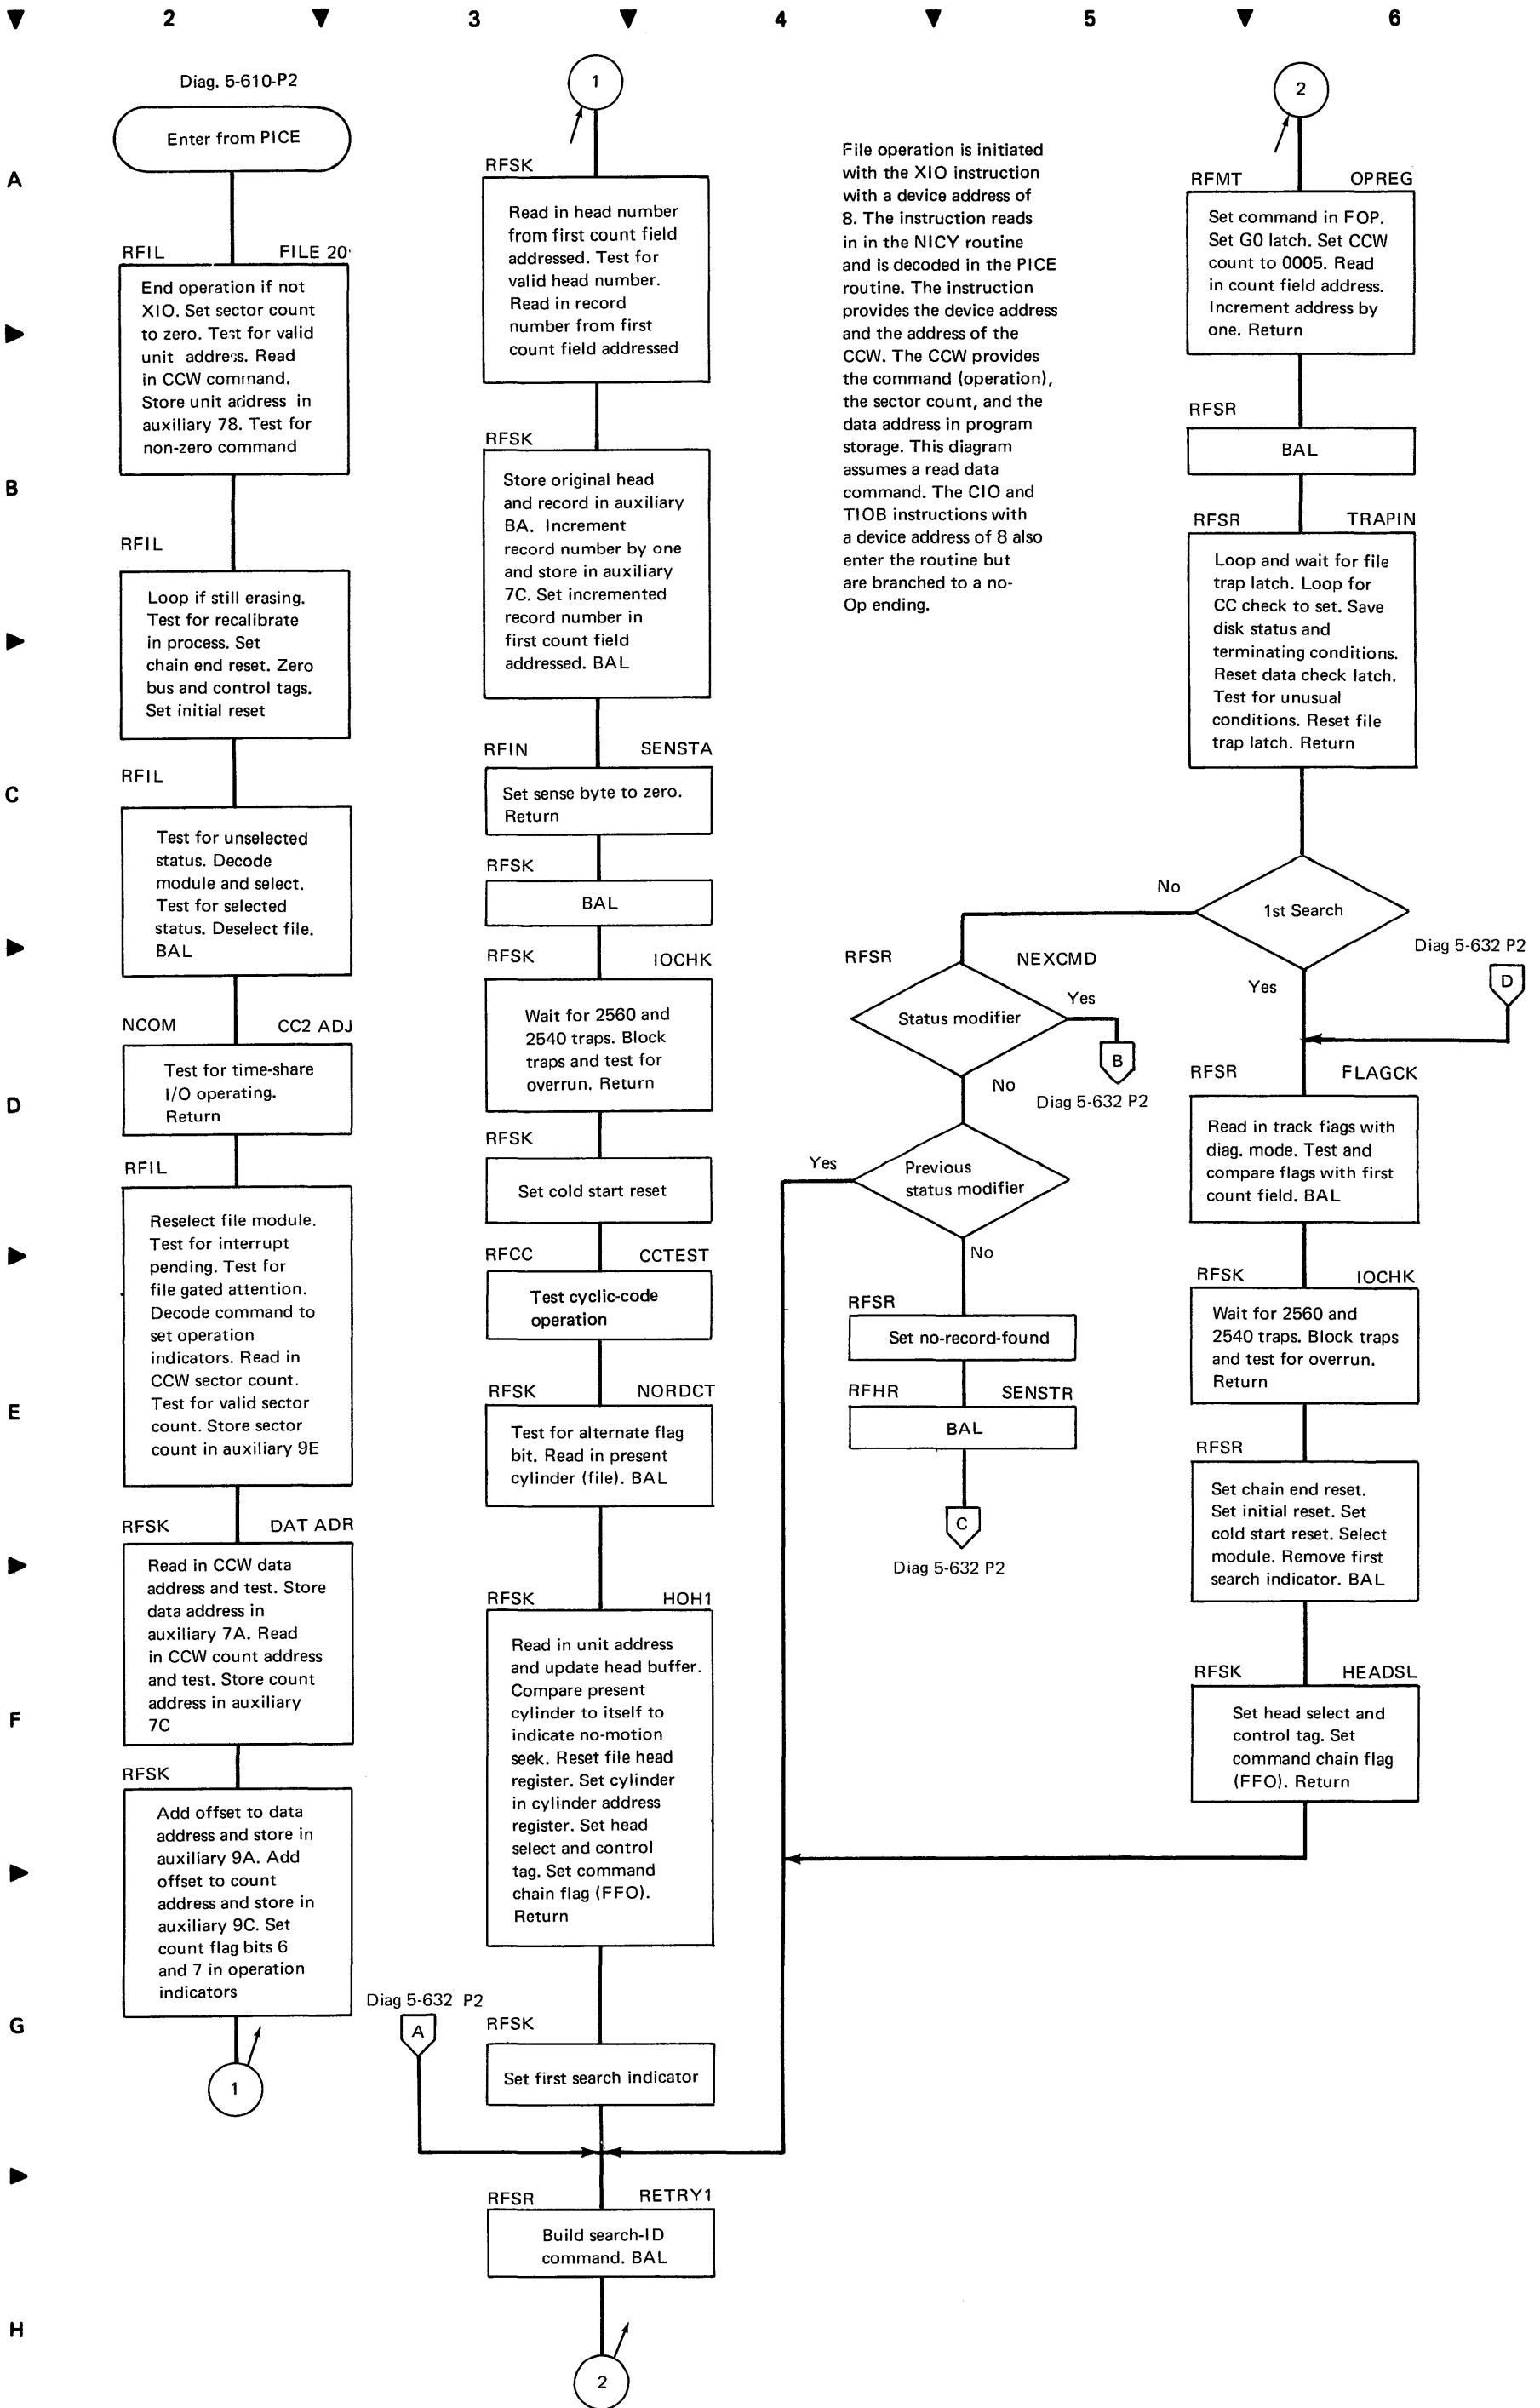 2 3 4 5 6
A
B
C
D
E
F
G
H
Diag. 5-610-P2
Enter from PICE
RFIL FILE 20
End operation if not
XIO. Set sector count
to zero. Test for valid
unit address. Read
in CCW command.
Store unit address in
auxiliary 78. Test for
non-zero command
RFIL
Loop if still erasing.
Test for recalibrate
in process. Set
chain end reset. Zero
bus and control tags.
Set initial reset
RFIL
Test for unselected
status. Decode
module and select.
Test for selected
status. Deselect file.
BAL
NCOM CC2 ADJ
Test for time-share
I/O operating.
Return
RFIL
Reselect file module.
Test for interrupt
pending. Test for
file gated attention.
Decode command to
set operation
indicators. Read in
CCW sector count.
Test for valid sector
count. Store sector
count in auxiliary 9E
RFSK DAT ADR
Read in CCW data
address and test. Store
data address in
auxiliary 7A. Read
in CCW count address
and test. Store count
address in auxiliary
7C
RFSK
Add offset to data
address and store in
auxiliary 9A. Add
offset to count
address and store in
auxiliary 9C. Set
count flag bits 6
and 7 in operation
indicators
1
1
RFSK
Read in head number
from first count field
addressed. Test for
valid head number.
Read in record
number from first
count field addressed
RFSK
Store original head
and record in auxiliary
BA. Increment
record number by one
and store in auxiliary
7C. Set incremented
record number in
first count field
addressed. BAL
RFIN SENSTA
Set sense byte to zero.
Return
RFSK
BAL
RFSK IOCHK
Wait for 2560 and
2540 traps. Block
traps and test for
overrun. Return
RFSK
Set cold start reset
RFCC CCTEST
Test cyclic-code
operation
RFSK NORDCT
Test for alternate flag
bit. Read in present
cylinder (file). BAL
RFSK HOH1
Read in unit address
and update head buffer.
Compare present
cylinder to itself to
indicate no-motion
seek. Reset file head
register. Set cylinder
in cylinder address
register. Set head
select and control
tag. Set command
chain flag (FFO).
Return
Diag 5-632 P2
A
RFSK
Set first search indicator
RFSR RETRY1
Build search-ID
command. BAL
2
File operation is initiated
with the XIO instruction
with a device address of
8. The instruction reads
in in the NICY routine
and is decoded in the PICE
routine. The instruction
provides the device address
and the address of the
CCW. The CCW provides
the command (operation),
the sector count, and the
data address in program
storage. This diagram
assumes a read data
command. The CIO and
TIOB instructions with
a device address of 8 also
enter the routine but
are branched to a no-
Op ending.
2
RFMT OPREG
Set command in FOP.
Set GO latch. Set CCW
count to 0005. Read
in count field address.
Increment address by
one. Return
RFSR
BAL
RFSR TRAPIN
Loop and wait for file
trap latch. Loop for
CC check to set. Save
disk status and
terminating conditions.
Reset data check latch.
Test for unusual
conditions. Reset file
trap latch. Return
1st Search
No
Yes
RFSR NEXCMD
Status modifier
Yes
B
Diag 5-632 P2
No
Previous
status modifier
Yes
No
RFSR
Set no-record-found
RFHR SENSTR
BAL
C
Diag 5-632 P2
Diag 5-632 P2
D
RFSR FLAGCK
Read in track flags with
diag. mode. Test and
compare flags with first
count field. BAL
RFSK IOCHK
Wait for 2560 and
2540 traps. Block traps
and test for overrun.
Return
RFSR
Set chain end reset.
Set initial reset. Set
cold start reset. Select
module. Remove first
search indicator. BAL
RFSK HEADSL
Set head select and
control tag. Set
command chain flag
(FFO). Return